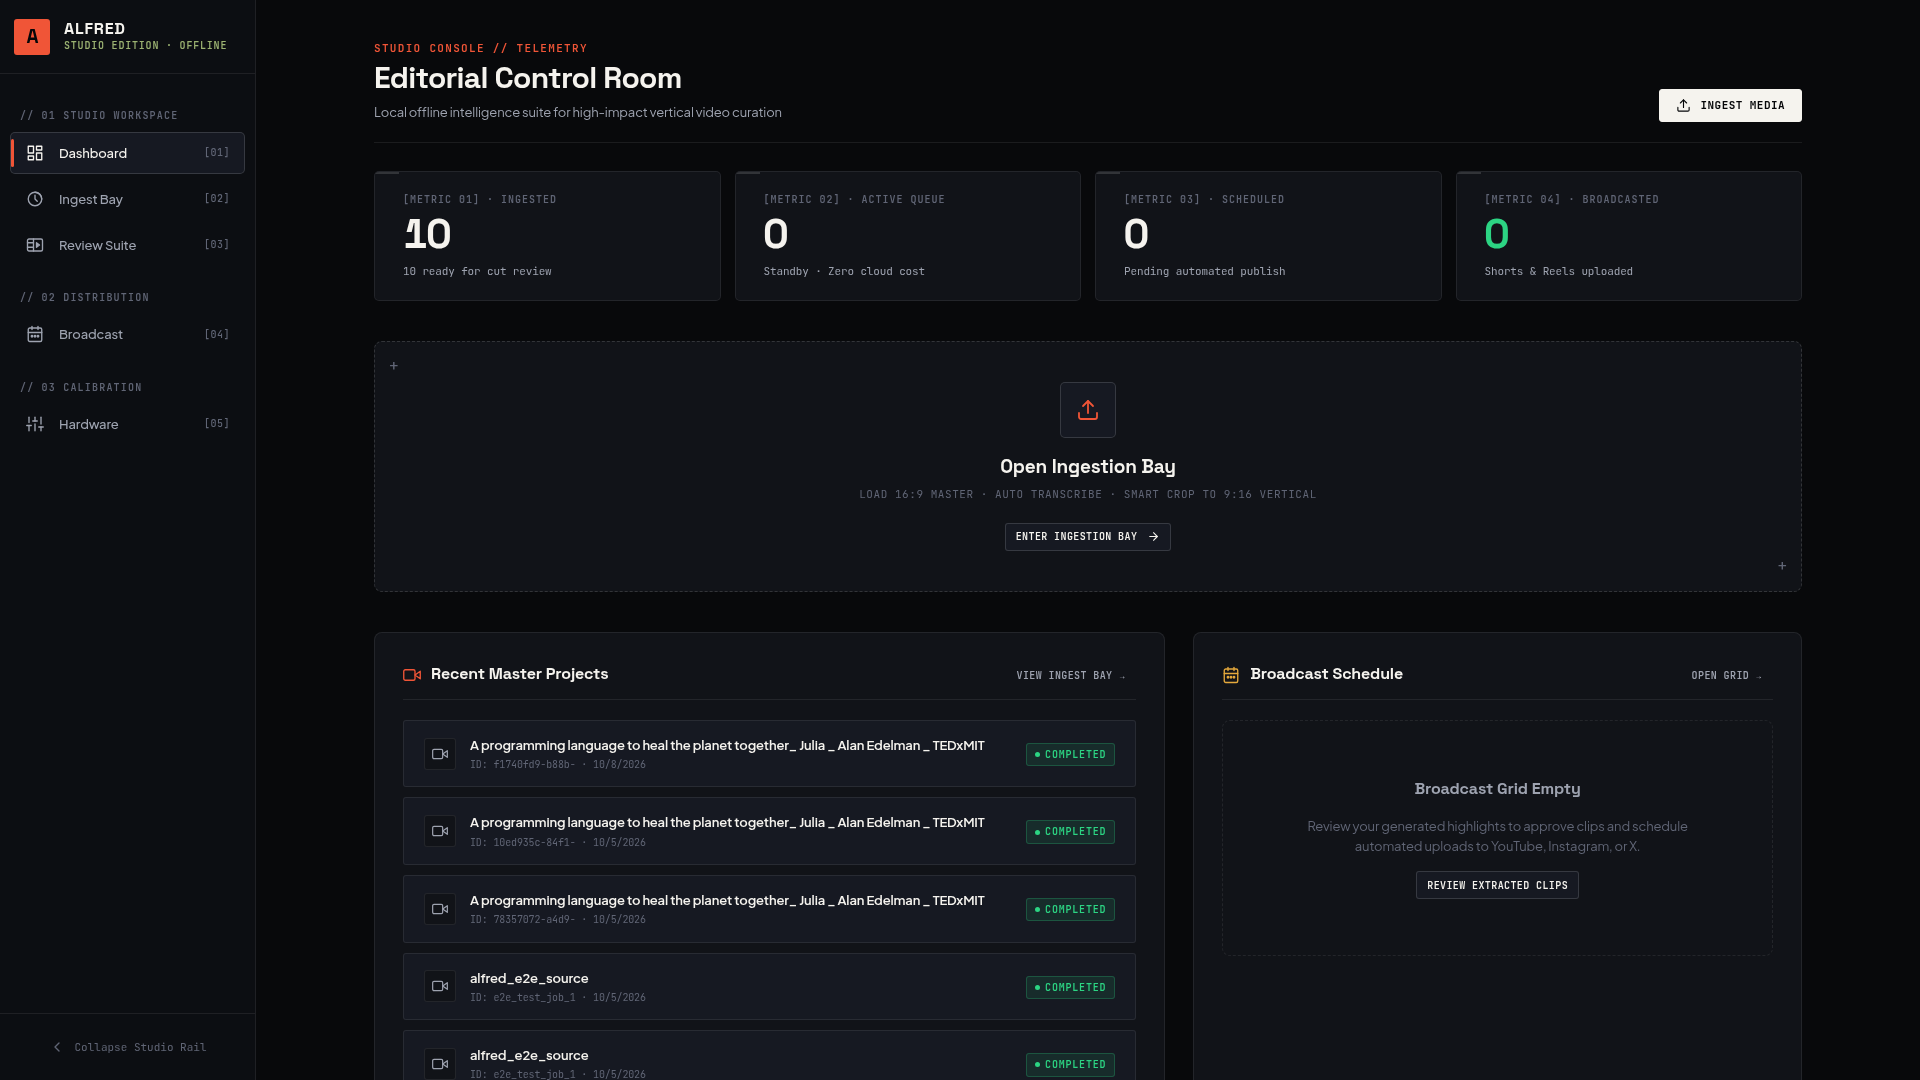 A
ALFRED
STUDIO EDITION · OFFLINE
// 01 STUDIO WORKSPACE
Dashboard [01]
Ingest Bay [02]
Review Suite [03]
// 02 DISTRIBUTION
Broadcast [04]
// 03 CALIBRATION
Hardware [05]
Collapse Studio Rail
STUDIO CONSOLE // TELEMETRY
Editorial Control Room
Local offline intelligence suite for high-impact vertical video curation
INGEST MEDIA
[METRIC 01] · INGESTED
10
10 ready for cut review
[METRIC 02] · ACTIVE QUEUE
0
Standby · Zero cloud cost
[METRIC 03] · SCHEDULED
0
Pending automated publish
[METRIC 04] · BROADCASTED
0
Shorts & Reels uploaded
+
Open Ingestion Bay
LOAD 16:9 MASTER · AUTO TRANSCRIBE · SMART CROP TO 9:16 VERTICAL
ENTER INGESTION BAY →
+
Recent Master Projects
VIEW INGEST BAY →
A programming language to heal the planet together_ Julia _ Alan Edelman _ TEDxMIT
ID: f1740fd9-b88b- · 10/8/2026
COMPLETED
A programming language to heal the planet together_ Julia _ Alan Edelman _ TEDxMIT
ID: 10ed935c-84f1- · 10/5/2026
COMPLETED
A programming language to heal the planet together_ Julia _ Alan Edelman _ TEDxMIT
ID: 78357072-a4d9- · 10/5/2026
COMPLETED
alfred_e2e_source
ID: e2e_test_job_1 · 10/5/2026
COMPLETED
alfred_e2e_source
ID: e2e_test_job_1 · 10/5/2026
COMPLETED
Broadcast Schedule
OPEN GRID →
Broadcast Grid Empty
Review your generated highlights to approve clips and schedule
automated uploads to YouTube, Instagram, or X.
REVIEW EXTRACTED CLIPS